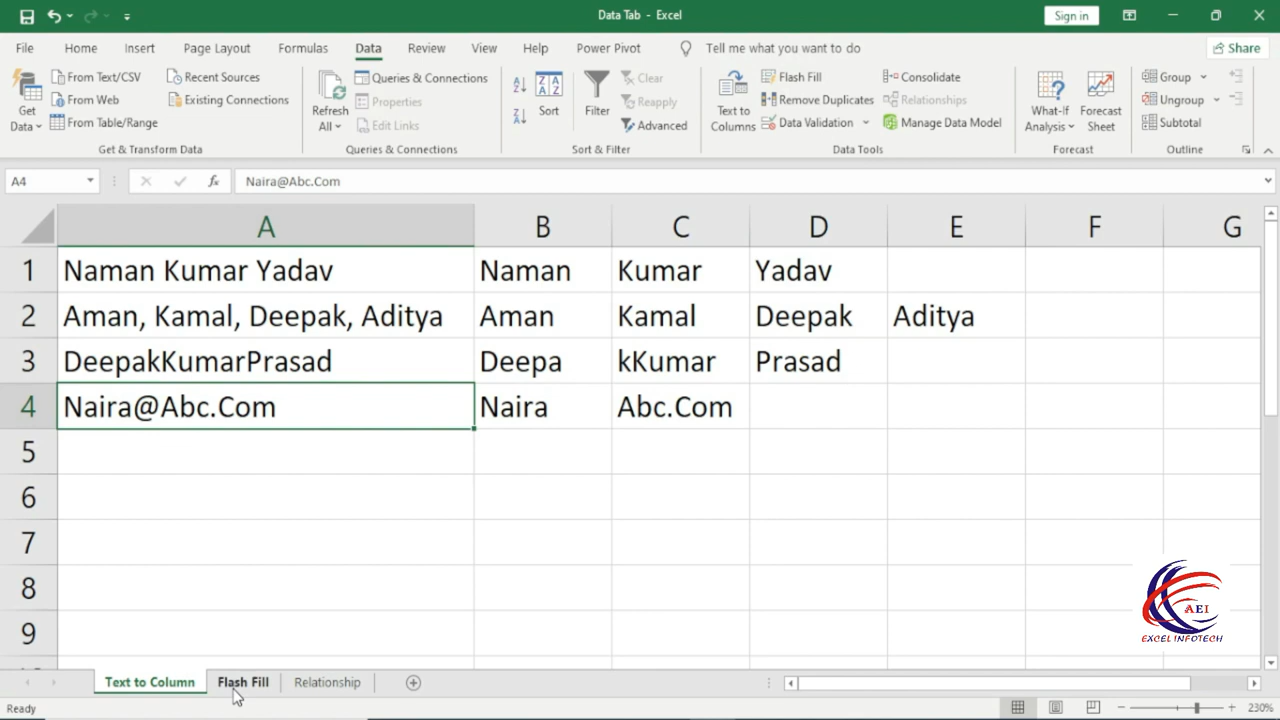 Data Tab - Excel
Sign in
File Home Insert Page Layout Formulas Data Review View Help Power Pivot Tell me what you want to do Share
Get Data
From Text/CSV
From Web
From Table/Range
Recent Sources
Existing Connections
Get & Transform Data
Refresh All
Queries & Connections
Properties
Edit Links
Queries & Connections
Sort
Filter
Clear
Reapply
Advanced
Sort & Filter
Text to Columns
Flash Fill
Remove Duplicates
Data Validation
Consolidate
Relationships
Manage Data Model
Data Tools
What-If Analysis
Forecast Sheet
Forecast
Group
Ungroup
Subtotal
Outline
A4 fx Naira@Abc.Com
A B C D E F G
1 Naman Kumar Yadav Naman Kumar Yadav
2 Aman, Kamal, Deepak, Aditya Aman Kamal Deepak Aditya
3 DeepakKumarPrasad Deepa kKumar Prasad
4 Naira@Abc.Com Naira Abc.Com
5
6
7
8
9
AEI
EXCEL INFOTECH
Text to Column Flash Fill Relationship
Ready 230%